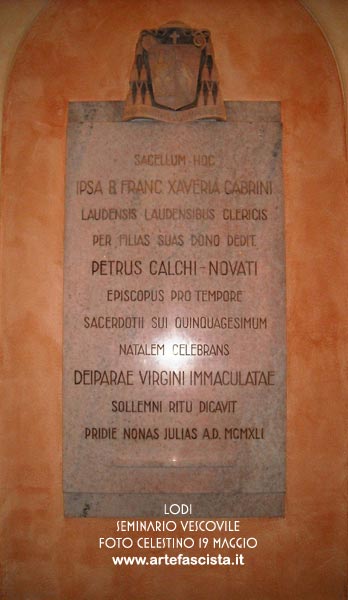 SACELLUM HOC
IPSA B. FRANC. XAVERIA CABRINI
LAUDENSIS LAUDENSIBUS CLERICIS
PER FILIAS SUAS DONO DEDIT
PETRUS CALCHI-NOVATI
EPISCOPUS PRO TEMPORE
SACERDOTII SUI QUINQUAGESIMUM
NATALEM CELEBRANS
DEIPARAE VIRGINI IMMACULATAE
SOLLEMNI RITU DICAVIT
PRIDIE NONAS JULIAS A.D. MCMXLI
LODI
SEMINARIO VESCOVILE
FOTO CELESTINO 19 MAGGIO
www.artefascista.it